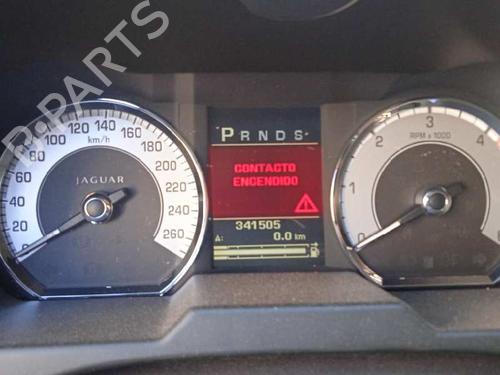 B-PARTS
PRNDS
CONTACTO
ENCENDIDO
341505
A: 0.0 km
0 20 40 60 80 100 120 140 160 180 200 220 240 260
km/h
JAGUAR
0 1 2 3 4
RPM x 1000